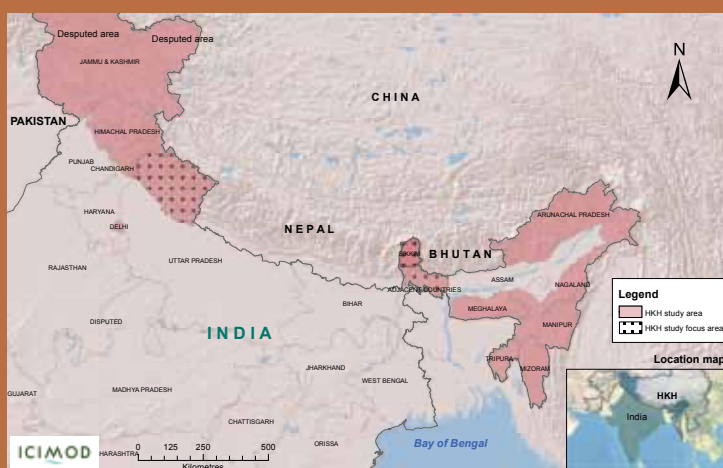 Desputed area
Desputed area
JAMMU & KASHMIR
N
CHINA
PAKISTAN
HIMACHAL PRADESH
PUNJAB
CHANDIGARH
HARYANA
DELHI
NEPAL
SIKKIM
BHUTAN
ARUNACHAL PRADESH
RAJASTHAN
UTTAR PRADESH
ASSAM
NAGALAND
ADJACENT COUNTRIES
BIHAR
MEGHALAYA
MANIPUR
DISPUTED
INDIA
JHARKHAND
TRIPURA
MIZORAM
WEST BENGAL
GUJARAT
MADHYA PRADESH
CHATTISGARH
ORISSA
HARASHTRA
Bay of Bengal
Legend
HKH study area
HKH study focus area
Location map
HKH
India
ICIMOD
0 125 250 500
Kilometres